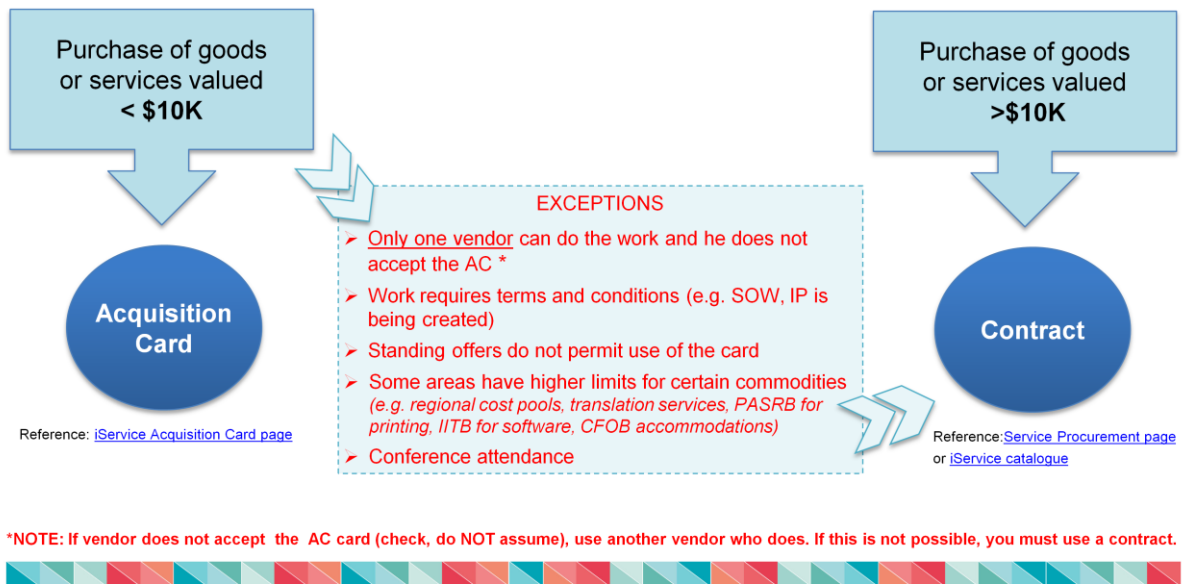 Purchase of goods
or services valued
< $10K
Acquisition
Card
Reference: iService Acquisition Card page
EXCEPTIONS
➢ Only one vendor can do the work and he does not
accept the AC *
➢ Work requires terms and conditions (e.g. SOW, IP is
being created)
➢ Standing offers do not permit use of the card
➢ Some areas have higher limits for certain commodities
(e.g. regional cost pools, translation services, PASRB for
printing, IITB for software, CFOB accommodations)
➢ Conference attendance
Purchase of goods
or services valued
>$10K
Contract
Reference:Service Procurement page
or iService catalogue
*NOTE: If vendor does not accept the AC card (check, do NOT assume), use another vendor who does. If this is not possible, you must use a contract.